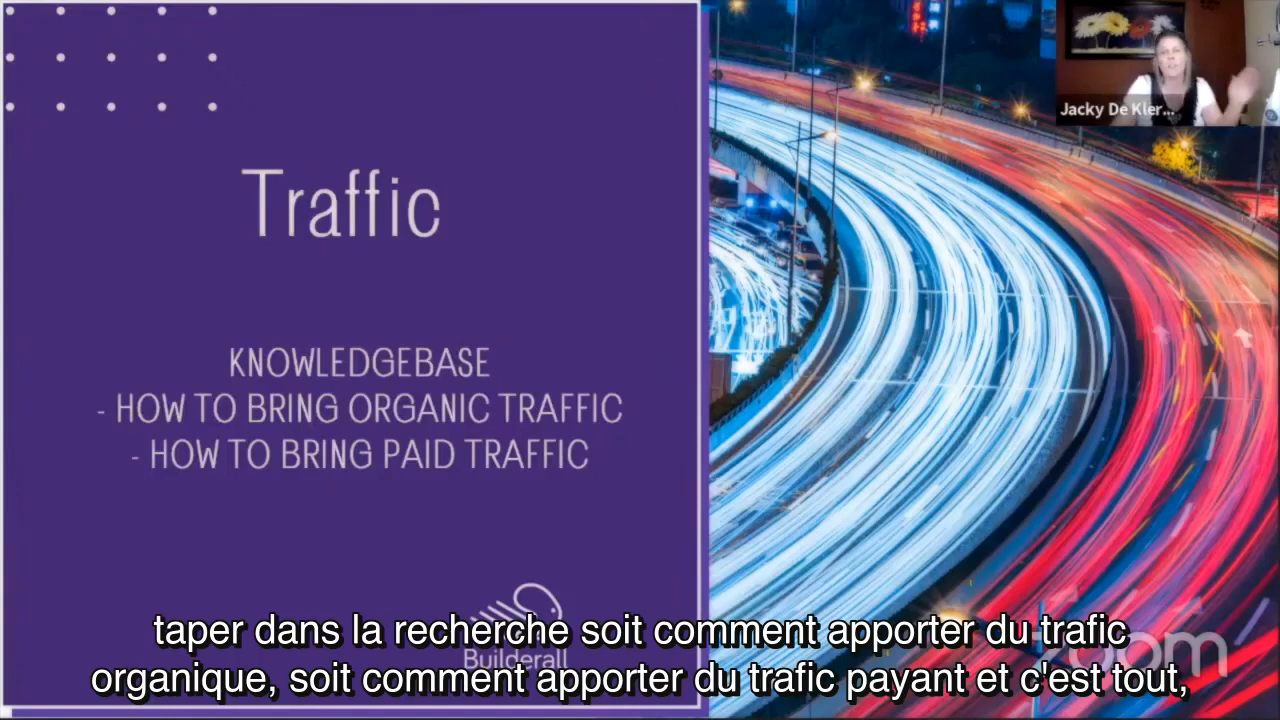 Jacky De Kler...
Traffic
KNOWLEDGEBASE
- HOW TO BRING ORGANIC TRAFFIC
- HOW TO BRING PAID TRAFFIC
Builderall
zoom
taper dans la recherche soit comment apporter du trafic
organique, soit comment apporter du trafic payant et c'est tout,